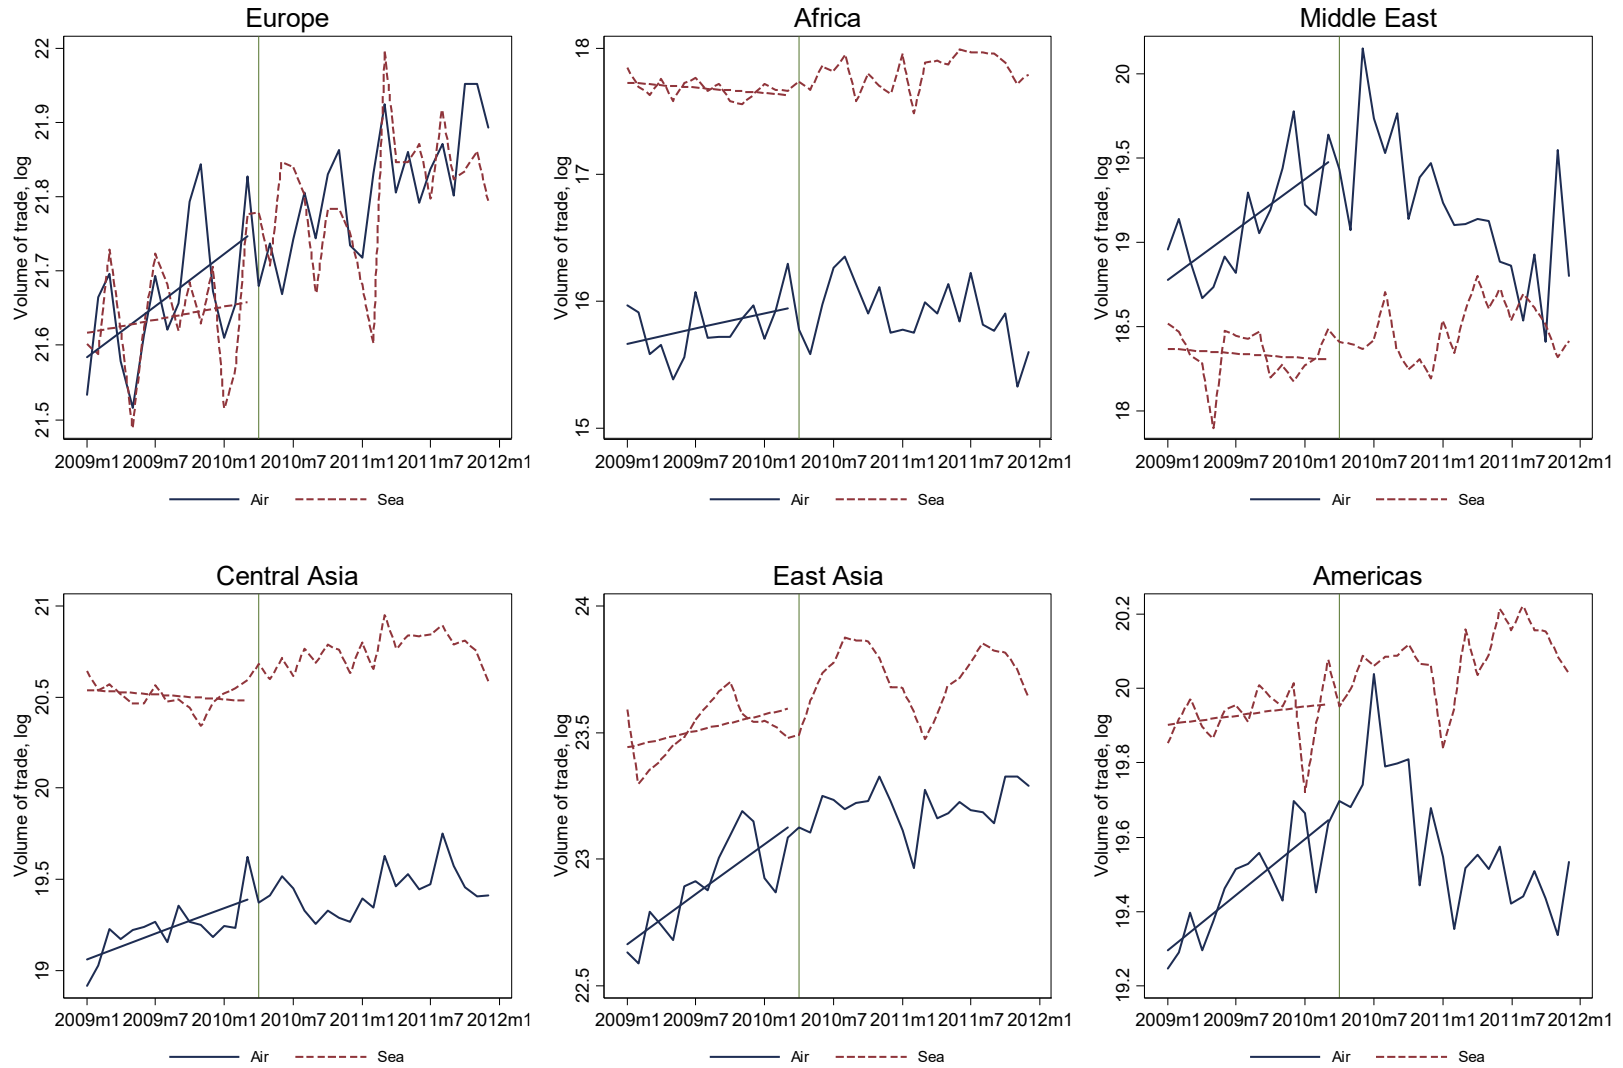 Europe
Volume of trade, log
22
21.9
21.8
21.7
21.6
21.5
2009m1 2009m7 2010m1 2010m7 2011m1 2011m7 2012m1
Air Sea
Africa
Volume of trade, log
18
17
16
15
2009m1 2009m7 2010m1 2010m7 2011m1 2011m7 2012m1
Air Sea
Middle East
Volume of trade, log
20
19.5
19
18.5
18
2009m1 2009m7 2010m1 2010m7 2011m1 2011m7 2012m1
Air Sea
Central Asia
Volume of trade, log
21
20.5
20
19.5
19
2009m1 2009m7 2010m1 2010m7 2011m1 2011m7 2012m1
Air Sea
East Asia
Volume of trade, log
24
23.5
23
22.5
2009m1 2009m7 2010m1 2010m7 2011m1 2011m7 2012m1
Air Sea
Americas
Volume of trade, log
20.2
20
19.8
19.6
19.4
19.2
2009m1 2009m7 2010m1 2010m7 2011m1 2011m7 2012m1
Air Sea